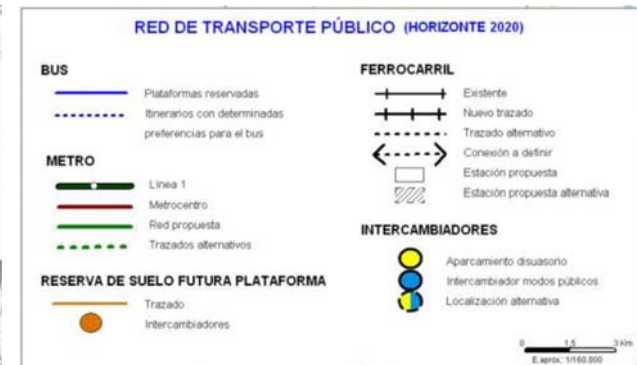 RED DE TRANSPORTE PÚBLICO (HORIZONTE 2020)
BUS
Plataformas reservadas
Itinerarios con determinadas
preferencias para el bus
METRO
Línea 1
Metrocentro
Red propuesta
Trazados alternativos
RESERVA DE SUELO FUTURA PLATAFORMA
Trazado
Intercambiadores
FERROCARRIL
Existente
Nuevo trazado
Trazado alternativo
Conexión a definir
Estación propuesta
Estación propuesta alternativa
INTERCAMBIADORES
Aparcamiento disuasorio
Intercambiador modos públicos
Localización alternativa
0 1,5 3 Km
E.aprox.: 1/160.000